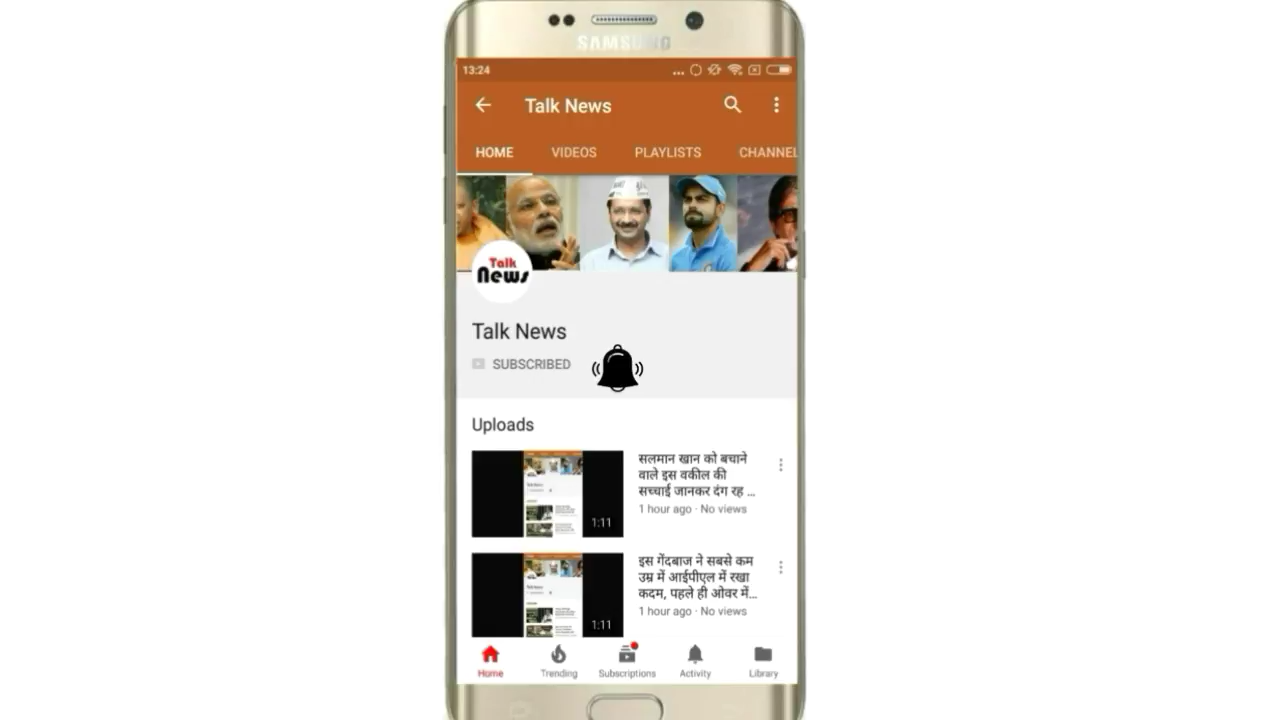 SAMSUNG
13:24
Talk News
HOME VIDEOS PLAYLISTS CHANNEL
Talk
News
Talk News
SUBSCRIBED
Uploads
सलमान खान को बचाने
वाले इस वकील की
सच्चाई जानकर दंग रह ...
1 hour ago · No views
1:11
इस गेंदबाज ने सबसे कम
उम्र में आईपीएल में रखा
कदम, पहले ही ओवर में...
1 hour ago · No views
1:11
Home Trending Subscriptions Activity Library